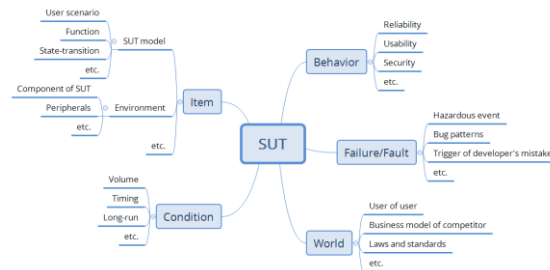 User scenario
Function
State-transition
etc.
SUT model
Component of SUT
Peripherals
etc.
Environment
etc.
Item
Volume
Timing
Long-run
etc.
Condition
SUT
Behavior
Reliability
Usability
Security
etc.
Failure/Fault
Hazardous event
Bug patterns
Trigger of developer's mistake
etc.
World
User of user
Business model of competitor
Laws and standards
etc.